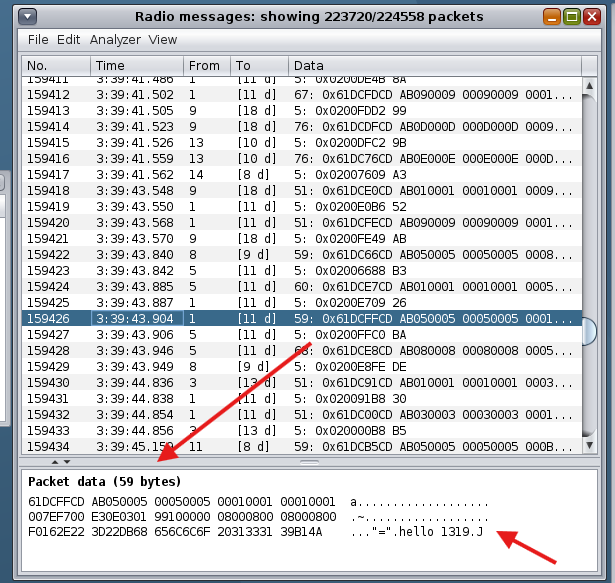 Radio messages: showing 223720/224558 packets
File Edit Analyzer View
No. Time From To Data
159411 3:39:41.486 1 [11 d] 5: 0x0200DE4B 8A
159412 3:39:41.502 1 [11 d] 67: 0x61DCFDCD AB090009 00090009 0001...
159413 3:39:41.505 9 [18 d] 5: 0x0200FDD2 99
159414 3:39:41.523 9 [18 d] 76: 0x61DCDFCD AB0D000D 000D000D 0009...
159415 3:39:41.526 13 [10 d] 5: 0x0200DFC2 9B
159416 3:39:41.559 13 [10 d] 76: 0x61DC76CD AB0E000E 000E000E 000D...
159417 3:39:41.562 14 [8 d] 5: 0x02007609 A3
159418 3:39:43.548 9 [18 d] 51: 0x61DCE0CD AB010001 00010001 0009...
159419 3:39:43.550 1 [11 d] 5: 0x0200E0B6 52
159420 3:39:43.568 1 [11 d] 51: 0x61DCFECD AB090009 00090009 0001...
159421 3:39:43.570 9 [18 d] 5: 0x0200FE49 AB
159422 3:39:43.840 8 [9 d] 59: 0x61DC66CD AB050005 00050005 0008...
159423 3:39:43.842 5 [11 d] 5: 0x02006688 B3
159424 3:39:43.885 5 [11 d] 60: 0x61DCE7CD AB010001 00010001 0005...
159425 3:39:43.887 1 [11 d] 5: 0x0200E709 26
159426 3:39:43.904 1 [11 d] 59: 0x61DCFFCD AB050005 00050005 0001...
159427 3:39:43.906 5 [11 d] 5: 0x0200FFC0 BA
159428 3:39:43.946 5 [11 d] 0x61DCE8CD AB080008 00080008 0005...
159429 3:39:43.949 8 [9 d] 5: 0x0200E8FE DE
159430 3:39:44.836 3 [13 d] 51: 0x61DC91CD AB010001 00010001 0003...
159431 3:39:44.838 1 [11 d] 5: 0x020091B8 30
159432 3:39:44.854 1 [11 d] 51: 0x61DC00CD AB030003 00030003 0001...
159433 3:39:44.856 3 [13 d] 5: 0x020000B8 B5
159434 11 [8 d] 59: 0x61DCB5CD AB050005 00050005 000B...
Packet data (59 bytes)
61DCFFCD AB050005 00050005 00010001 00010001 a...................
007EF700 E30E0301 99100000 08000800 08000800 .~..................
F0162E22 3D22DB68 656C6C6F 20313331 39B14A ..."=".hello 1319.J